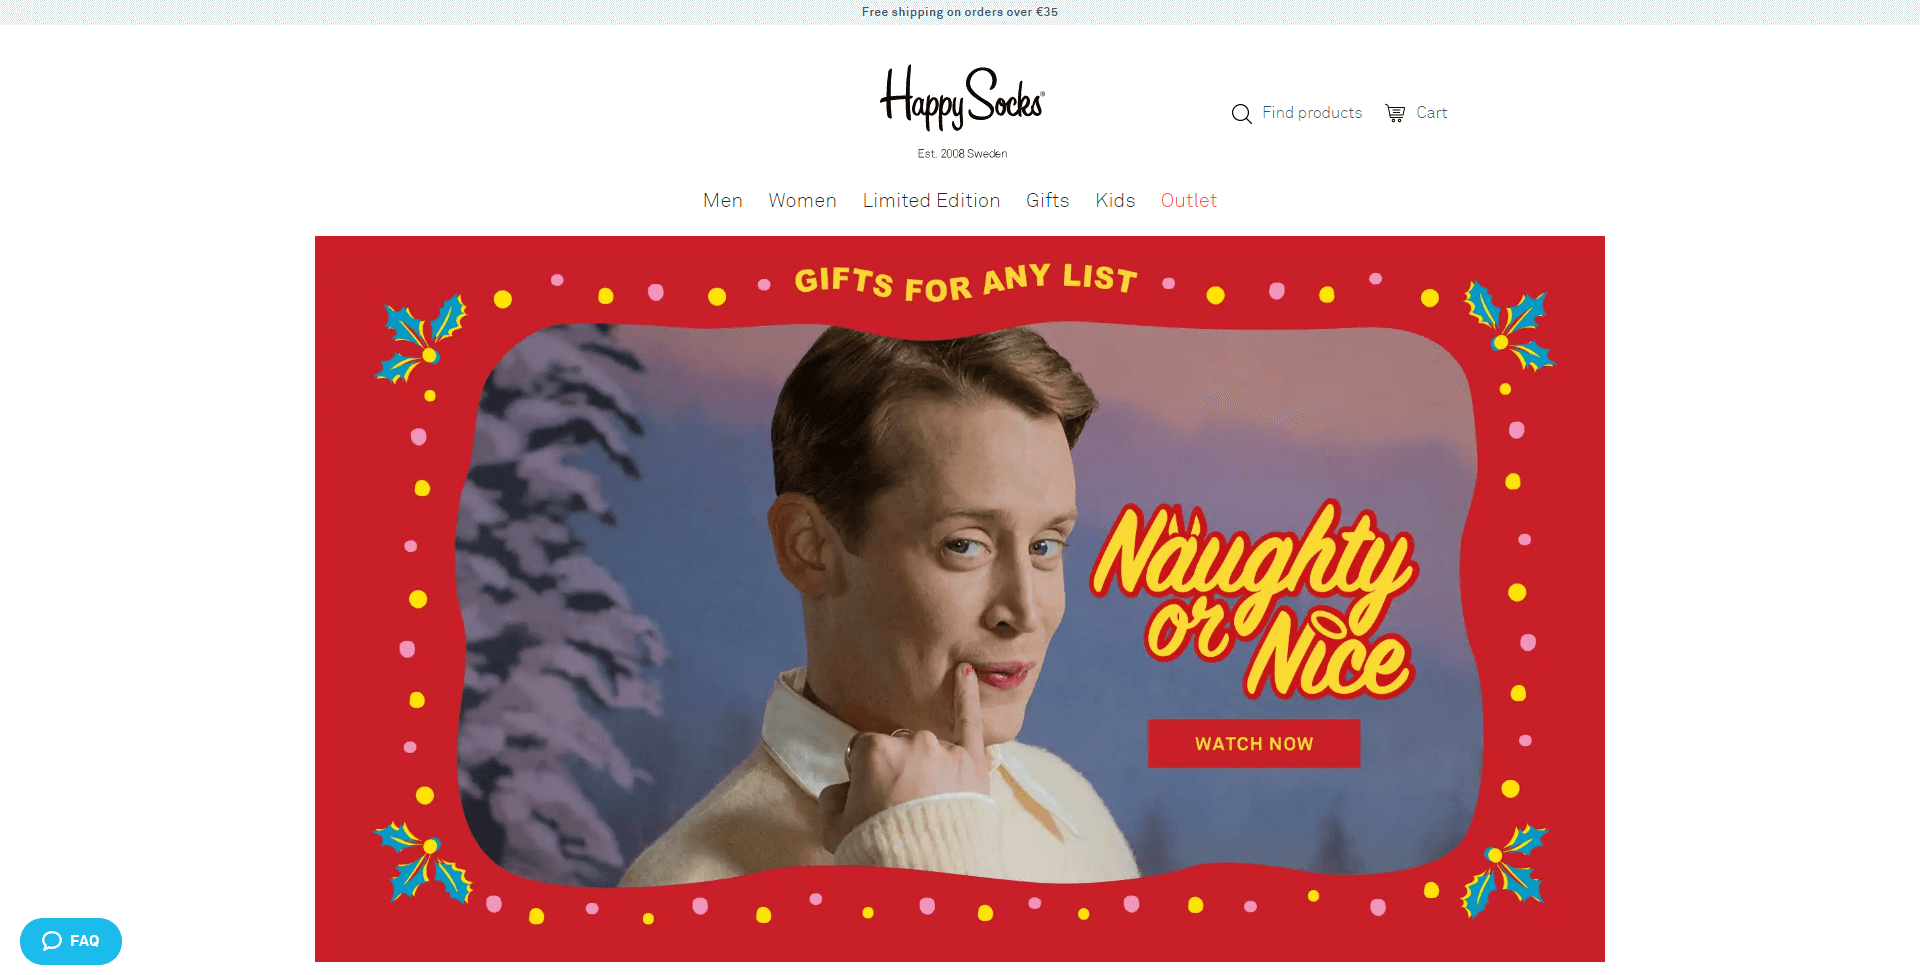 Free shipping on orders over €35
Happy Socks®
Est. 2008 Sweden
Find products
Cart
Men Women Limited Edition Gifts Kids Outlet
GIFTS FOR ANY LIST
Naughty
or
Nice
WATCH NOW
FAQ